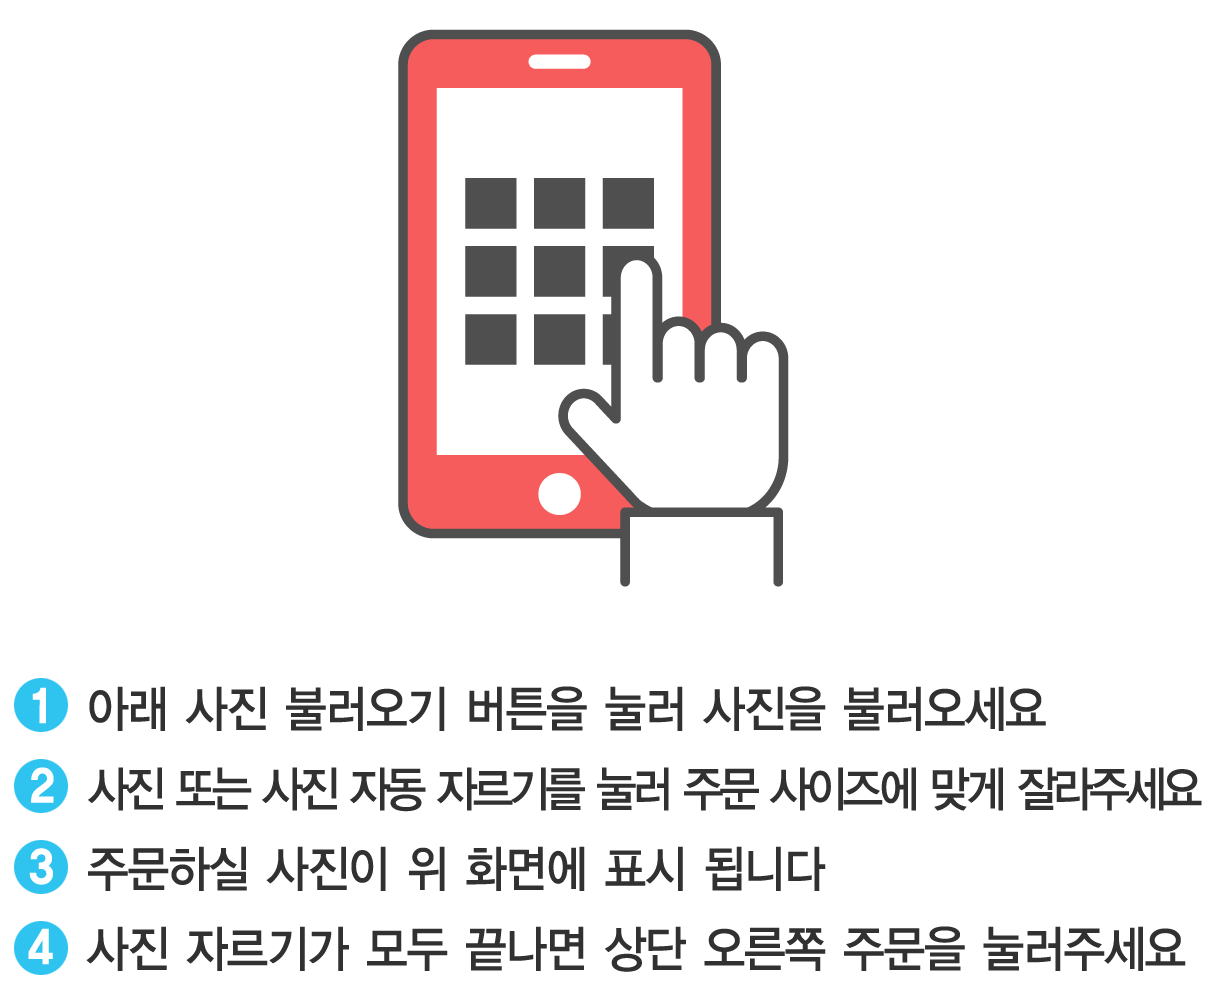 1 아래 사진 불러오기 버튼을 눌러 사진을 불러오세요
2 사진 또는 사진 자동 자르기를 눌러 주문 사이즈에 맞게 잘라주세요
3 주문하실 사진이 위 화면에 표시 됩니다
4 사진 자르기가 모두 끝나면 상단 오른쪽 주문을 눌러주세요